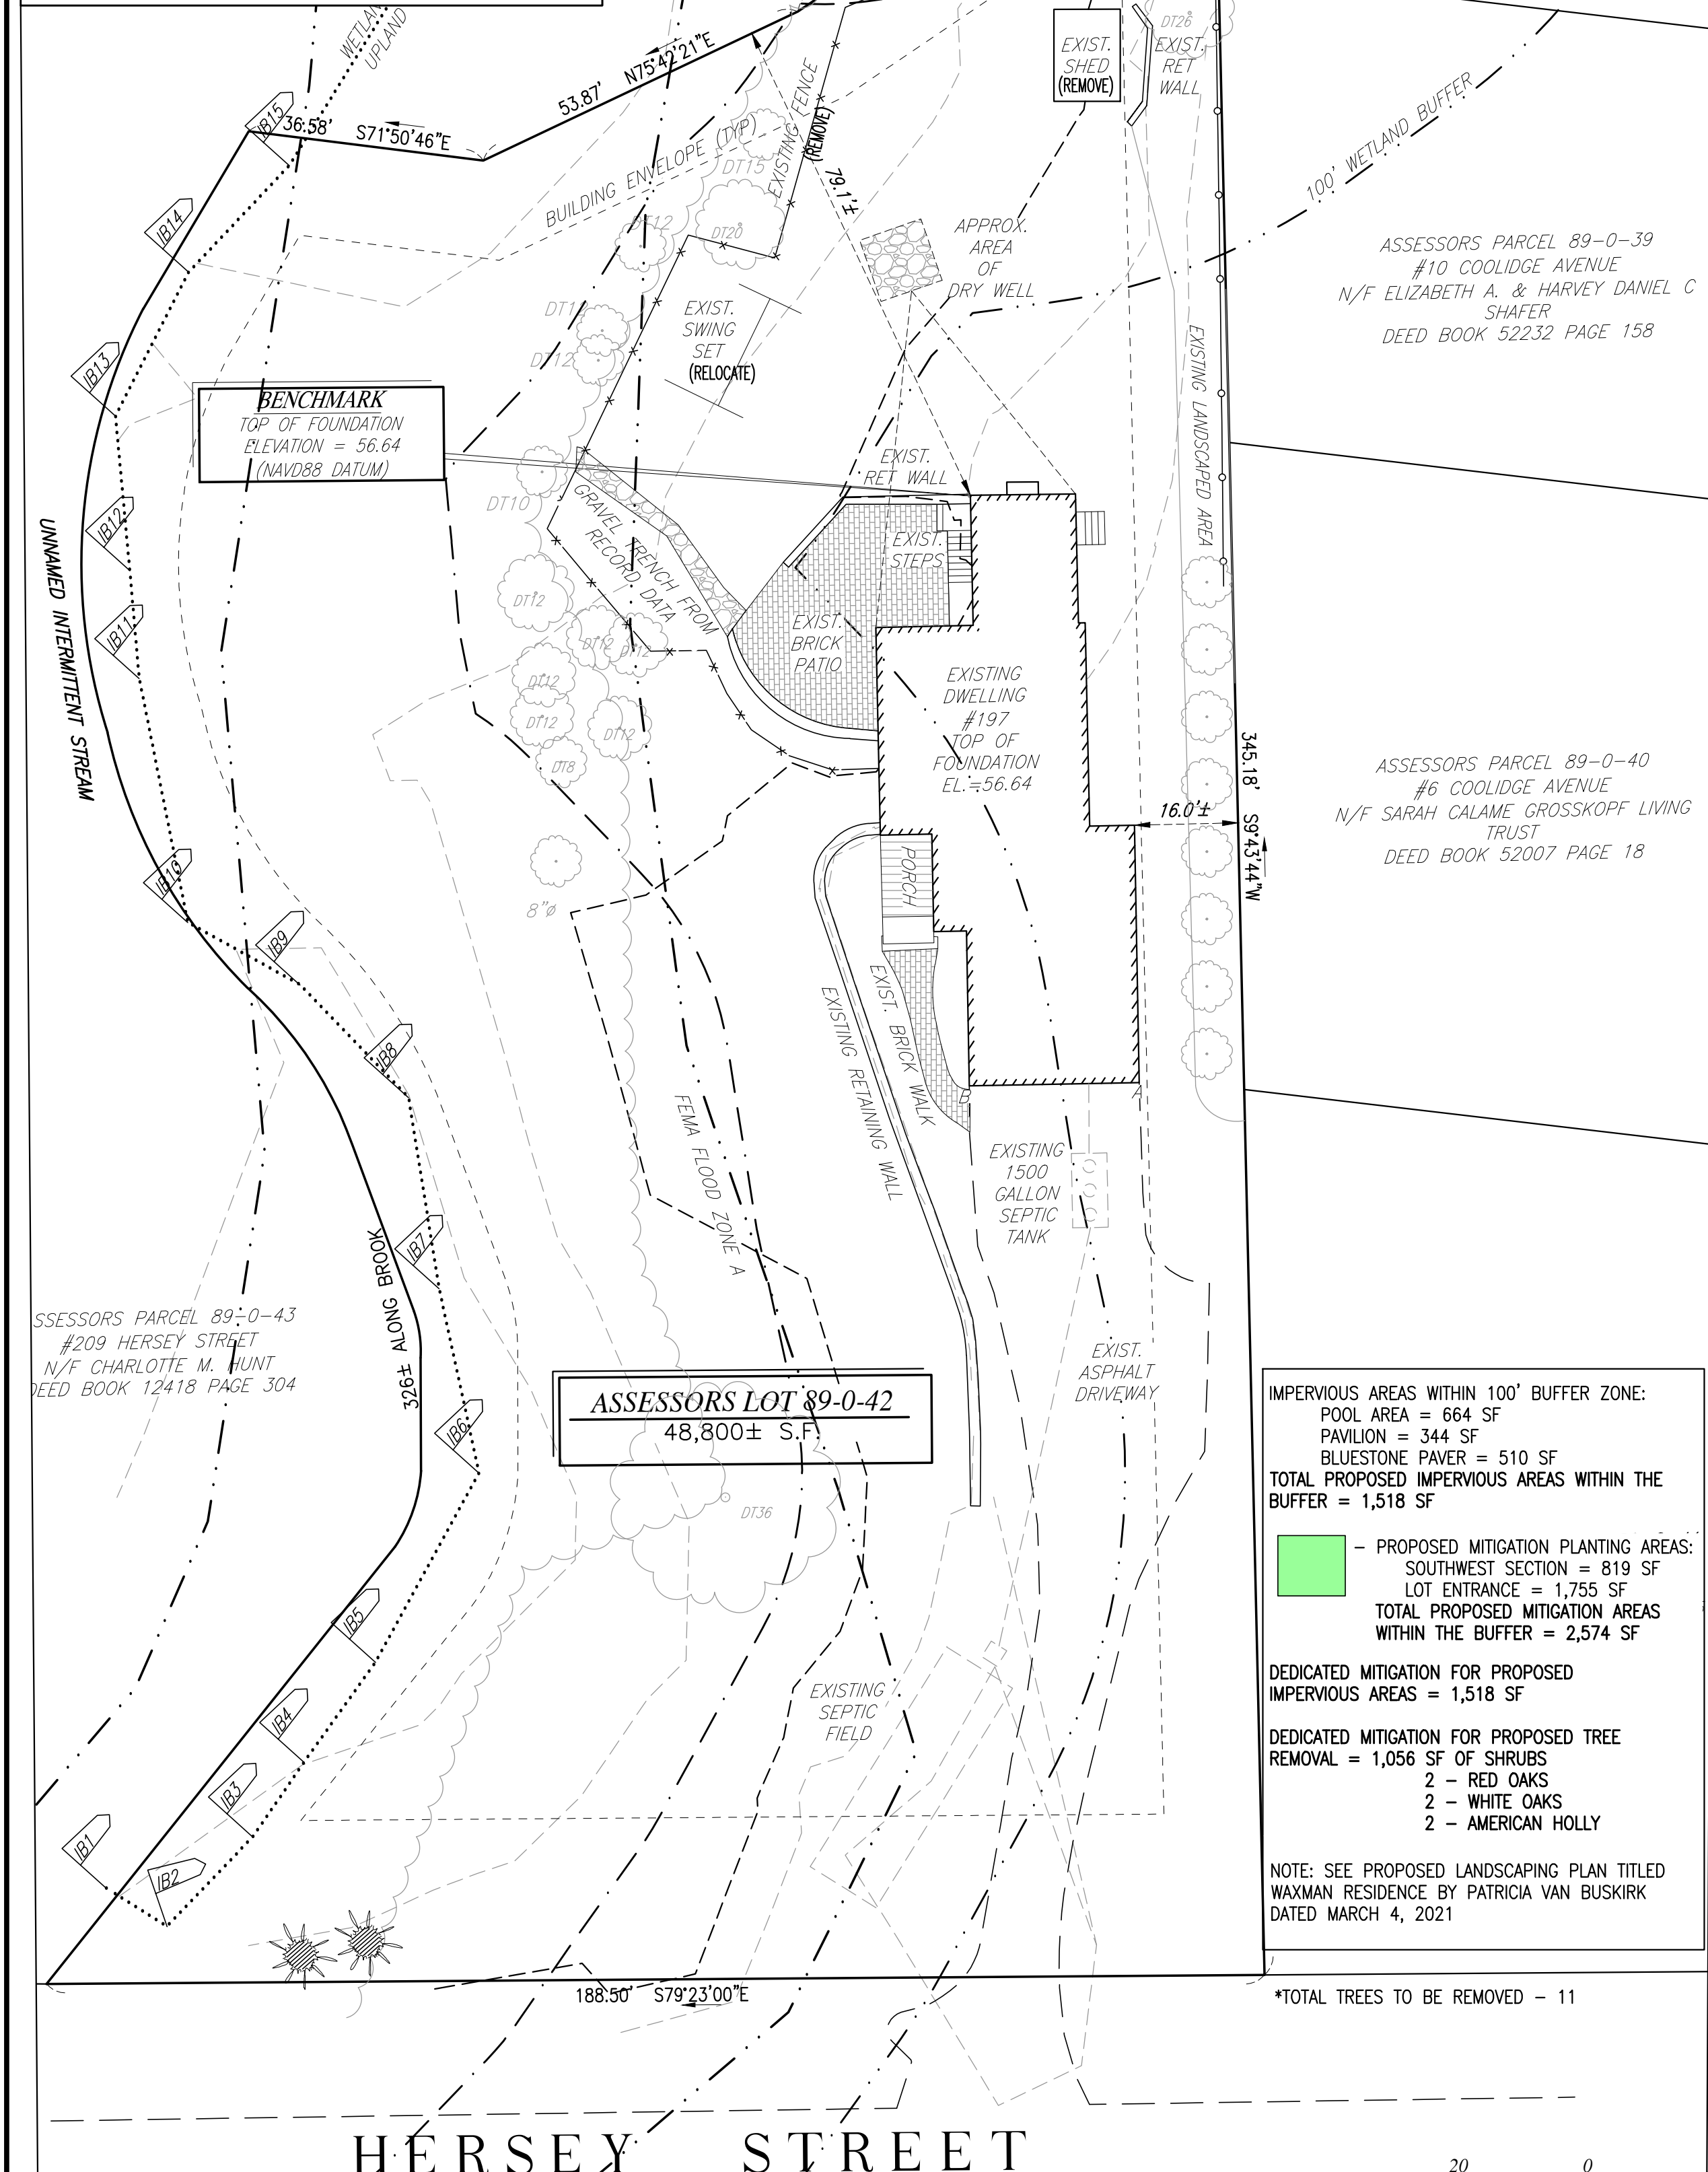 WETLAND
UPLAND
IB15
36.58'
S71°50'46"E
53.87'
N75°42'21"E
BUILDING ENVELOPE (TYP)
EXISTING FENCE
(REMOVE)
79.1'±
EXIST.
SHED
(REMOVE)
DT26
EXIST.
RET
WALL
100' WETLAND BUFFER
DT15
DT12
DT20
IB14
APPROX.
AREA
OF
DRY WELL
ASSESSORS PARCEL 89-0-39
#10 COOLIDGE AVENUE
N/F ELIZABETH A. & HARVEY DANIEL C
SHAFER
DEED BOOK 52232 PAGE 158
EXIST.
SWING
SET
(RELOCATE)
DT12
IB13
EXISTING LANDSCAPED AREA
BENCHMARK
TOP OF FOUNDATION
ELEVATION = 56.64
(NAVD88 DATUM)
EXIST.
RET WALL
DT10
GRAVEL TRENCH FROM
RECORD DATA
IB12
EXIST.
STEPS
UNNAMED INTERMITTENT STREAM
DT12
IB11
DT12
DT12
EXIST.
BRICK
PATIO
DT12
DT12
DT12
DT8
EXISTING
DWELLING
#197
TOP OF
FOUNDATION
EL.=56.64
345.18' S9°43'44"W
16.0'±
ASSESSORS PARCEL 89-0-40
#6 COOLIDGE AVENUE
N/F SARAH CALAME GROSSKOPF LIVING
TRUST
DEED BOOK 52007 PAGE 18
PORCH
8"ø
IB10
IB9
IB8
EXIST. BRICK WALK
EXISTING RETAINING WALL
B
A
FEMA FLOOD ZONE A
EXISTING
1500
GALLON
SEPTIC
TANK
IB7
326± ALONG BROOK
SSESSORS PARCEL 89-0-43
#209 HERSEY STREET
N/F CHARLOTTE M. HUNT
DEED BOOK 12418 PAGE 304
EXIST.
ASPHALT
DRIVEWAY
ASSESSORS LOT 89-0-42
48,800± S.F.
IB6
DT36
IMPERVIOUS AREAS WITHIN 100' BUFFER ZONE:
POOL AREA = 664 SF
PAVILION = 344 SF
BLUESTONE PAVER = 510 SF
TOTAL PROPOSED IMPERVIOUS AREAS WITHIN THE
BUFFER = 1,518 SF
– PROPOSED MITIGATION PLANTING AREAS:
SOUTHWEST SECTION = 819 SF
LOT ENTRANCE = 1,755 SF
TOTAL PROPOSED MITIGATION AREAS
WITHIN THE BUFFER = 2,574 SF
DEDICATED MITIGATION FOR PROPOSED
IMPERVIOUS AREAS = 1,518 SF
DEDICATED MITIGATION FOR PROPOSED TREE
REMOVAL = 1,056 SF OF SHRUBS
2 – RED OAKS
2 – WHITE OAKS
2 – AMERICAN HOLLY
NOTE: SEE PROPOSED LANDSCAPING PLAN TITLED
WAXMAN RESIDENCE BY PATRICIA VAN BUSKIRK
DATED MARCH 4, 2021
IB5
IB4
IB3
IB1
IB2
EXISTING
SEPTIC
FIELD
188.50' S79°23'00"E
*TOTAL TREES TO BE REMOVED – 11
HERSEY STREET
20 0